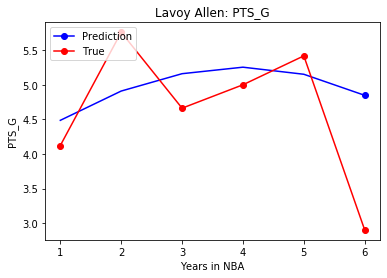 Lavoy Allen: PTS_G
Prediction
True
5.5
5.0
4.5
4.0
3.5
3.0
PTS_G
1 2 3 4 5 6
Years in NBA